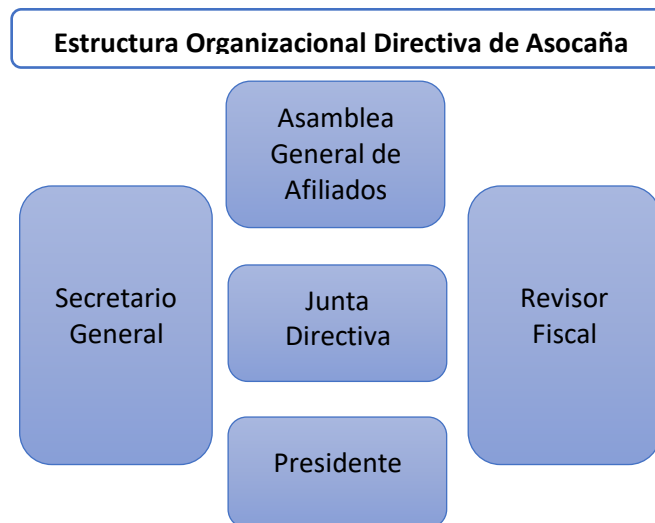 Estructura Organizacional Directiva de Asocaña
Asamblea
General de
Afiliados
Secretario
General
Junta
Directiva
Revisor
Fiscal
Presidente